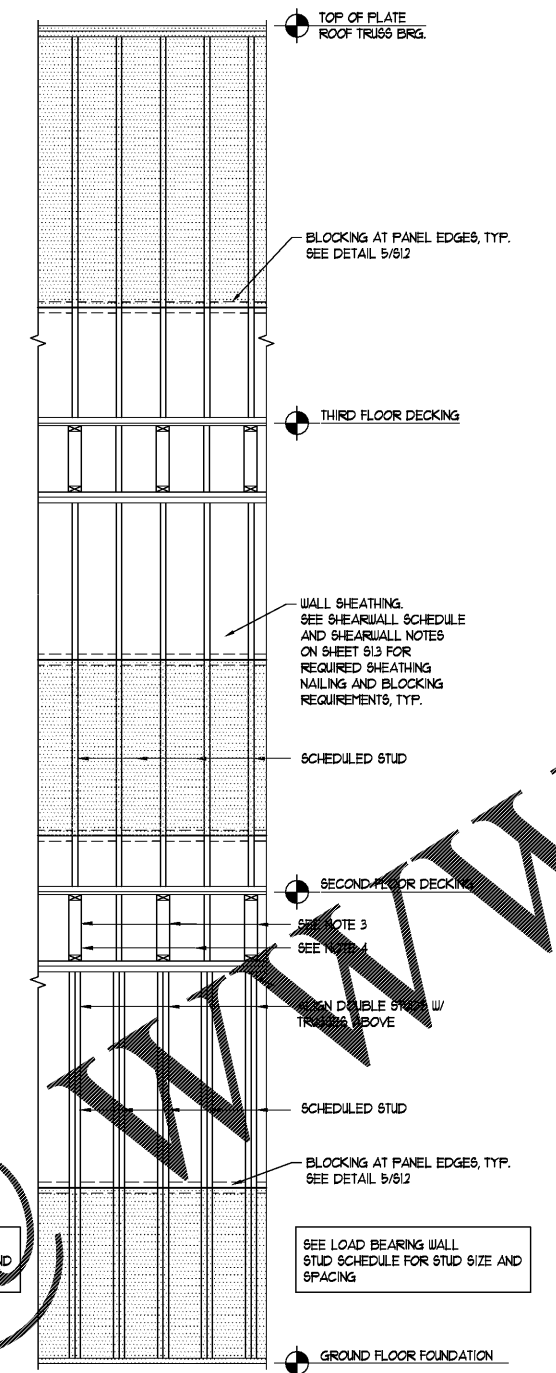 TOP OF PLATE
ROOF TRUSS BRG.
BLOCKING AT PANEL EDGES, TYP.
SEE DETAIL 5/S1.2
THIRD FLOOR DECKING
WALL SHEATHING.
SEE SHEARWALL SCHEDULE
AND SHEARWALL NOTES
ON SHEET S1.3 FOR
REQUIRED SHEATHING
NAILING AND BLOCKING
REQUIREMENTS, TYP.
SCHEDULED STUD
SECOND FLOOR DECKING
SEE NOTE 3
SEE NOTE 4
ALIGN DOUBLE STUDS W/
TRUSSES ABOVE
SCHEDULED STUD
BLOCKING AT PANEL EDGES, TYP.
SEE DETAIL 5/S1.2
ND
SEE LOAD BEARING WALL
STUD SCHEDULE FOR STUD SIZE AND
SPACING
GROUND FLOOR FOUNDATION
WWW